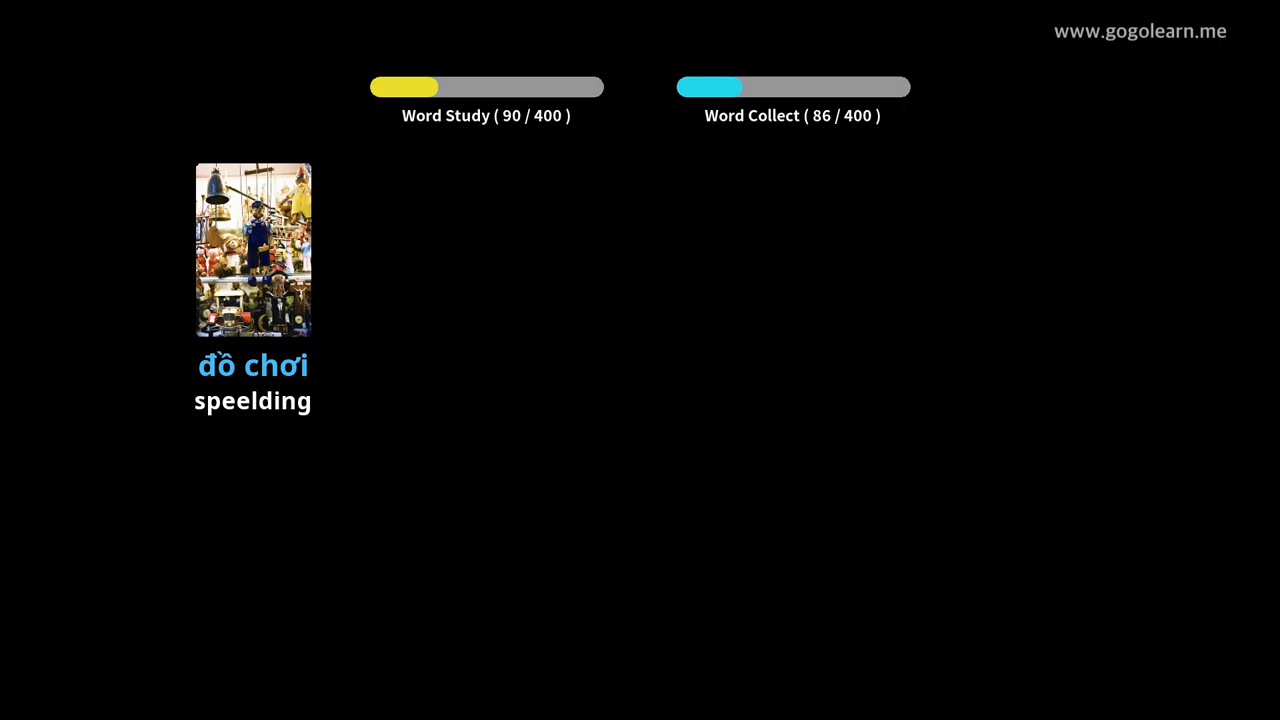 www.gogolearn.me
Word Study ( 90 / 400 )
Word Collect ( 86 / 400 )
đồ chơi
speelding